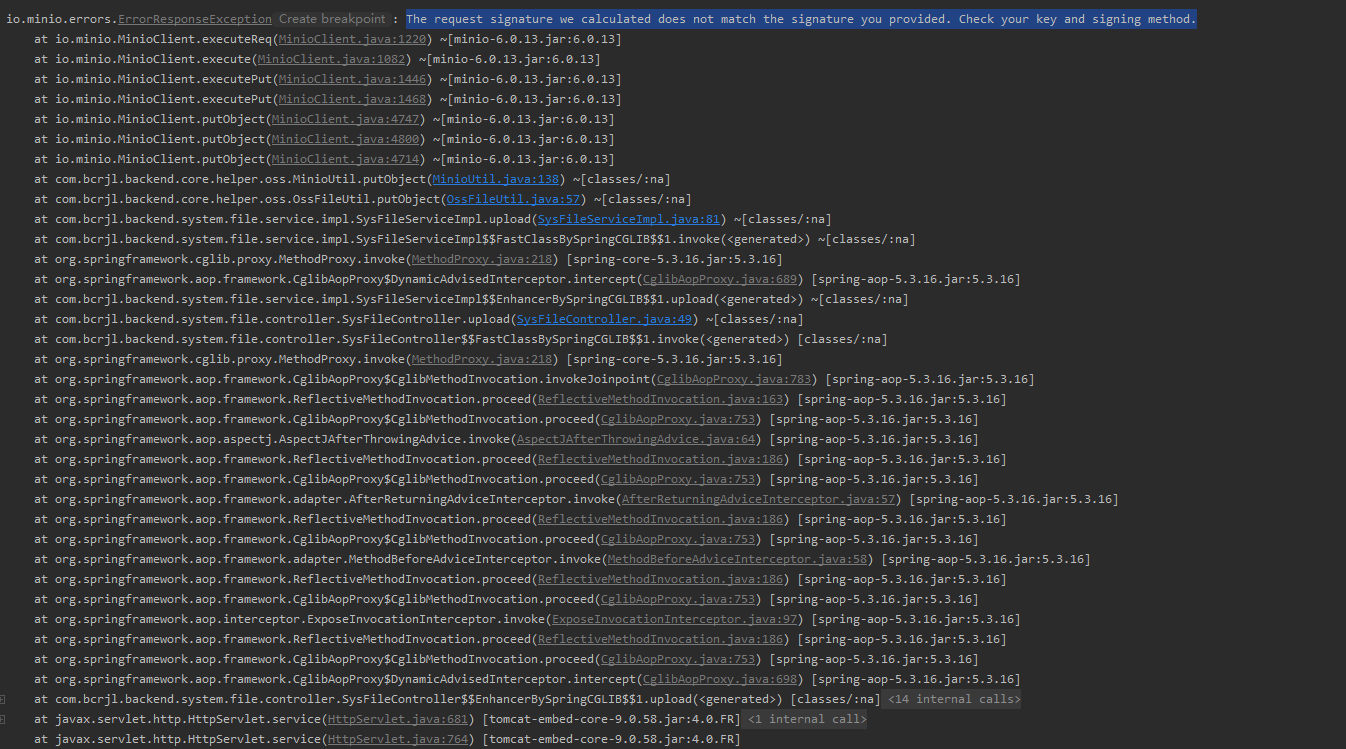 io.minio.errors.ErrorResponseException Create breakpoint : The request signature we calculated does not match the signature you provided. Check your key and signing method.
at io.minio.MinioClient.executeReq(MinioClient.java:1220) ~[minio-6.0.13.jar:6.0.13]
at io.minio.MinioClient.execute(MinioClient.java:1082) ~[minio-6.0.13.jar:6.0.13]
at io.minio.MinioClient.executePut(MinioClient.java:1446) ~[minio-6.0.13.jar:6.0.13]
at io.minio.MinioClient.executePut(MinioClient.java:1468) ~[minio-6.0.13.jar:6.0.13]
at io.minio.MinioClient.putObject(MinioClient.java:4747) ~[minio-6.0.13.jar:6.0.13]
at io.minio.MinioClient.putObject(MinioClient.java:4800) ~[minio-6.0.13.jar:6.0.13]
at io.minio.MinioClient.putObject(MinioClient.java:4714) ~[minio-6.0.13.jar:6.0.13]
at com.bcrjl.backend.core.helper.oss.MinioUtil.putObject(MinioUtil.java:138) ~[classes/:na]
at com.bcrjl.backend.core.helper.oss.OssFileUtil.putObject(OssFileUtil.java:57) ~[classes/:na]
at com.bcrjl.backend.system.file.service.impl.SysFileServiceImpl.upload(SysFileServiceImpl.java:81) ~[classes/:na]
at com.bcrjl.backend.system.file.service.impl.SysFileServiceImpl$$FastClassBySpringCGLIB$$1.invoke(<generated>) ~[classes/:na]
at org.springframework.cglib.proxy.MethodProxy.invoke(MethodProxy.java:218) [spring-core-5.3.16.jar:5.3.16]
at org.springframework.aop.framework.CglibAopProxy$DynamicAdvisedInterceptor.intercept(CglibAopProxy.java:689) [spring-aop-5.3.16.jar:5.3.16]
at com.bcrjl.backend.system.file.service.impl.SysFileServiceImpl$$EnhancerBySpringCGLIB$$1.upload(<generated>) ~[classes/:na]
at com.bcrjl.backend.system.file.controller.SysFileController.upload(SysFileController.java:49) ~[classes/:na]
at com.bcrjl.backend.system.file.controller.SysFileController$$FastClassBySpringCGLIB$$1.invoke(<generated>) [classes/:na]
at org.springframework.cglib.proxy.MethodProxy.invoke(MethodProxy.java:218) [spring-core-5.3.16.jar:5.3.16]
at org.springframework.aop.framework.CglibAopProxy$CglibMethodInvocation.invokeJoinpoint(CglibAopProxy.java:783) [spring-aop-5.3.16.jar:5.3.16]
at org.springframework.aop.framework.ReflectiveMethodInvocation.proceed(ReflectiveMethodInvocation.java:163) [spring-aop-5.3.16.jar:5.3.16]
at org.springframework.aop.framework.CglibAopProxy$CglibMethodInvocation.proceed(CglibAopProxy.java:753) [spring-aop-5.3.16.jar:5.3.16]
at org.springframework.aop.aspectj.AspectJAfterThrowingAdvice.invoke(AspectJAfterThrowingAdvice.java:64) [spring-aop-5.3.16.jar:5.3.16]
at org.springframework.aop.framework.ReflectiveMethodInvocation.proceed(ReflectiveMethodInvocation.java:186) [spring-aop-5.3.16.jar:5.3.16]
at org.springframework.aop.framework.CglibAopProxy$CglibMethodInvocation.proceed(CglibAopProxy.java:753) [spring-aop-5.3.16.jar:5.3.16]
at org.springframework.aop.framework.adapter.AfterReturningAdviceInterceptor.invoke(AfterReturningAdviceInterceptor.java:57) [spring-aop-5.3.16.jar:5.3.16]
at org.springframework.aop.framework.ReflectiveMethodInvocation.proceed(ReflectiveMethodInvocation.java:186) [spring-aop-5.3.16.jar:5.3.16]
at org.springframework.aop.framework.CglibAopProxy$CglibMethodInvocation.proceed(CglibAopProxy.java:753) [spring-aop-5.3.16.jar:5.3.16]
at org.springframework.aop.framework.adapter.MethodBeforeAdviceInterceptor.invoke(MethodBeforeAdviceInterceptor.java:58) [spring-aop-5.3.16.jar:5.3.16]
at org.springframework.aop.framework.ReflectiveMethodInvocation.proceed(ReflectiveMethodInvocation.java:186) [spring-aop-5.3.16.jar:5.3.16]
at org.springframework.aop.framework.CglibAopProxy$CglibMethodInvocation.proceed(CglibAopProxy.java:753) [spring-aop-5.3.16.jar:5.3.16]
at org.springframework.aop.interceptor.ExposeInvocationInterceptor.invoke(ExposeInvocationInterceptor.java:97) [spring-aop-5.3.16.jar:5.3.16]
at org.springframework.aop.framework.ReflectiveMethodInvocation.proceed(ReflectiveMethodInvocation.java:186) [spring-aop-5.3.16.jar:5.3.16]
at org.springframework.aop.framework.CglibAopProxy$CglibMethodInvocation.proceed(CglibAopProxy.java:753) [spring-aop-5.3.16.jar:5.3.16]
at org.springframework.aop.framework.CglibAopProxy$DynamicAdvisedInterceptor.intercept(CglibAopProxy.java:698) [spring-aop-5.3.16.jar:5.3.16]
at com.bcrjl.backend.system.file.controller.SysFileController$$EnhancerBySpringCGLIB$$1.upload(<generated>) [classes/:na] <14 internal calls>
at javax.servlet.http.HttpServlet.service(HttpServlet.java:681) [tomcat-embed-core-9.0.58.jar:4.0.FR] <1 internal call>
at javax.servlet.http.HttpServlet.service(HttpServlet.java:764) [tomcat-embed-core-9.0.58.jar:4.0.FR]